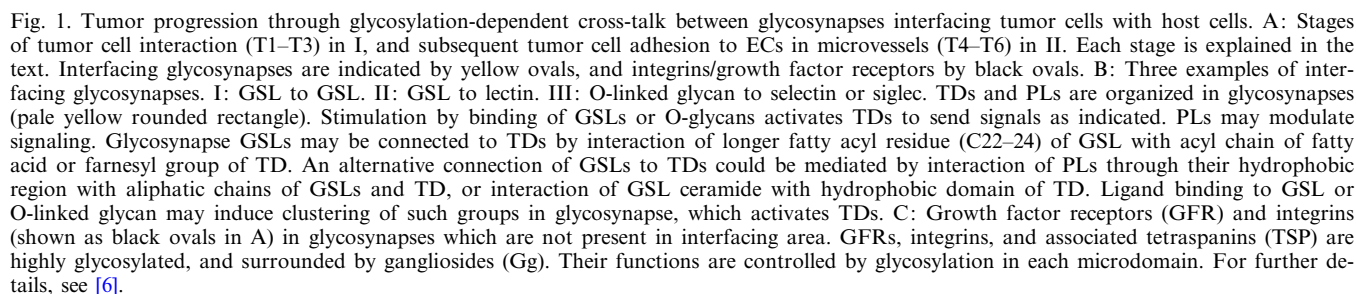 Fig. 1. Tumor progression through glycosylation-dependent cross-talk between glycosynapses interfacing tumor cells with host cells. A: Stages
of tumor cell interaction (T1–T3) in I, and subsequent tumor cell adhesion to ECs in microvessels (T4–T6) in II. Each stage is explained in the
text. Interfacing glycosynapses are indicated by yellow ovals, and integrins/growth factor receptors by black ovals. B: Three examples of inter-
facing glycosynapses. I: GSL to GSL. II: GSL to lectin. III: O-linked glycan to selectin or siglec. TDs and PLs are organized in glycosynapses
(pale yellow rounded rectangle). Stimulation by binding of GSLs or O-glycans activates TDs to send signals as indicated. PLs may modulate
signaling. Glycosynapse GSLs may be connected to TDs by interaction of longer fatty acyl residue (C22–24) of GSL with acyl chain of fatty
acid or farnesyl group of TD. An alternative connection of GSLs to TDs could be mediated by interaction of PLs through their hydrophobic
region with aliphatic chains of GSLs and TD, or interaction of GSL ceramide with hydrophobic domain of TD. Ligand binding to GSL or
O-linked glycan may induce clustering of such groups in glycosynapse, which activates TDs. C: Growth factor receptors (GFR) and integrins
(shown as black ovals in A) in glycosynapses which are not present in interfacing area. GFRs, integrins, and associated tetraspanins (TSP) are
highly glycosylated, and surrounded by gangliosides (Gg). Their functions are controlled by glycosylation in each microdomain. For further de-
tails, see [6].